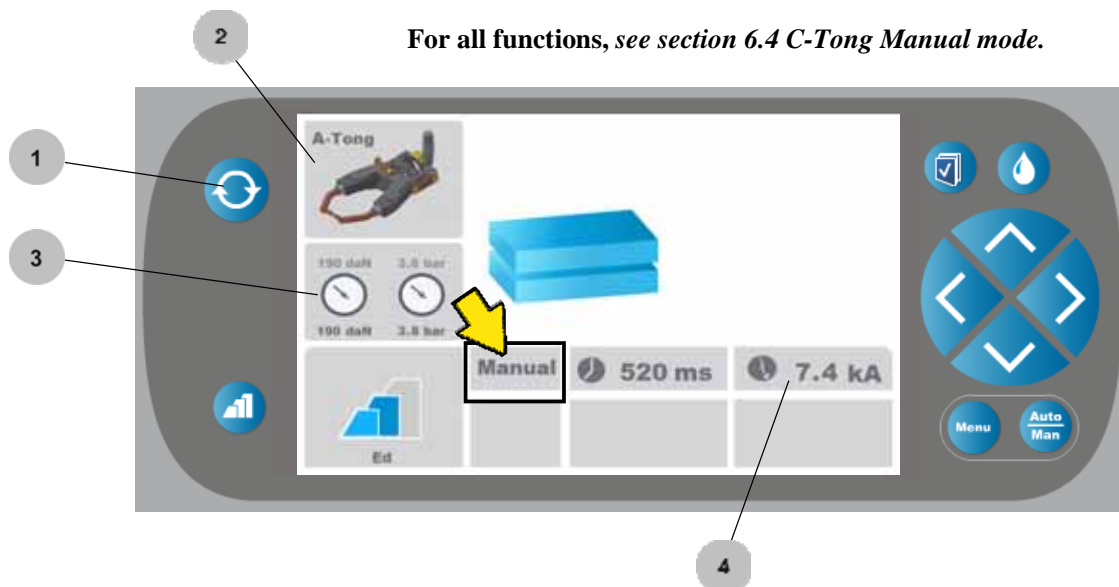 2
For all functions, see section 6.4 C-Tong Manual mode.
1
A-Tong
3
190 daN 3.8 bar
190 daN 3.8 bar
Manual 520 ms 7.4 kA
Ed
Menu
Auto
Man
4